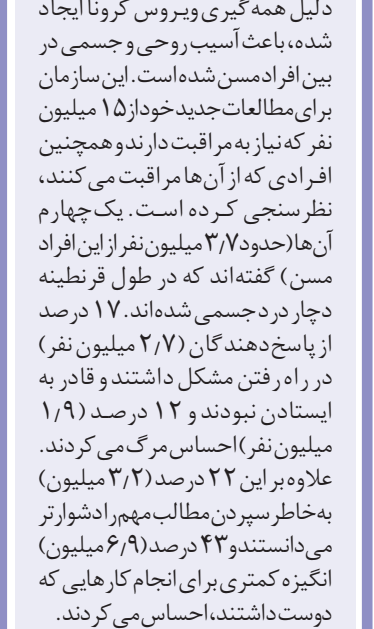 دلیل همه گیری ویروس کرونا ایجاد
شده، باعث آسیب روحی و جسمی در
بین افراد مسن شده است. این سازمان
برای مطالعات جدید خود از ۱۵ میلیون
نفر که نیاز به مراقبت دارند و همچنین
افرادی که از آن‌ها مراقبت می کنند،
نظرسنجی کرده است. یک چهارم
آن‌ها (حدود ۳٫۷ میلیون نفر از این افراد
مسن) گفته‌اند که در طول قرنطینه
دچار درد جسمی شده‌اند. ۱۷ درصد
از پاسخ دهندگان (۲٫۷ میلیون نفر)
در راه رفتن مشکل داشتند و قادر به
ایستادن نبودند و ۱۲ درصد (۱٫۹
میلیون نفر) احساس مرگ می کردند.
علاوه بر این ۲۲ درصد (۳٫۲ میلیون)
به‌خاطر سپردن مطالب مهم را دشوارتر
می‌دانستند و ۴۳ درصد (۶٫۹ میلیون)
انگیزه کمتری برای انجام کارهایی که
دوست داشتند، احساس می کردند.